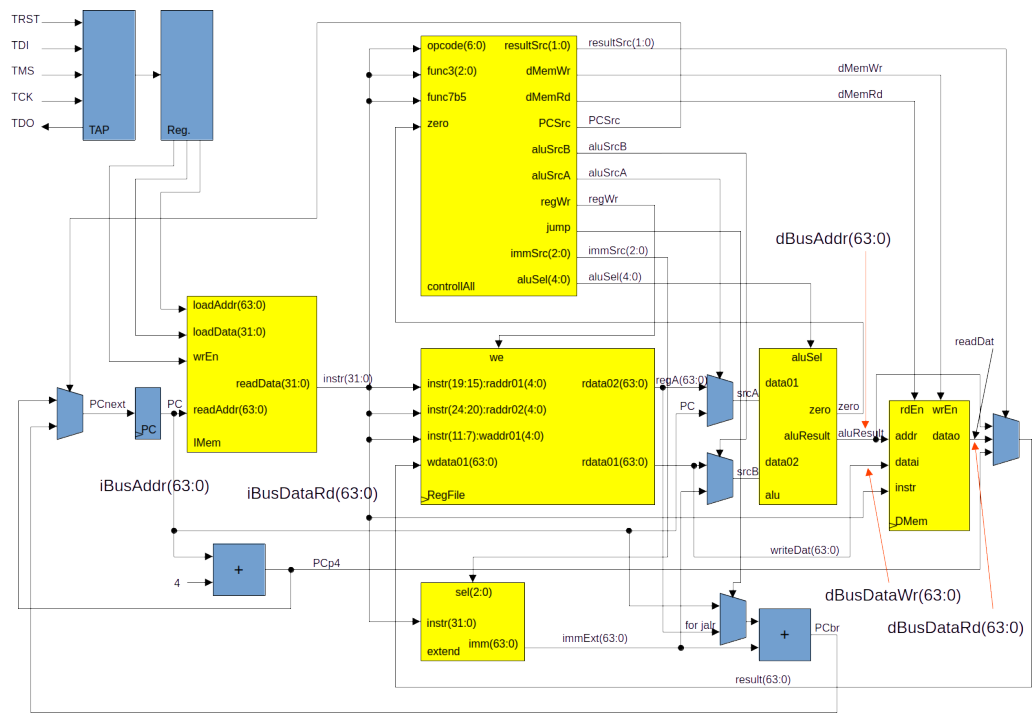 TRST
TDI
TMS
TCK
TDO
TAP
Reg.
opcode(6:0)
func3(2:0)
func7b5
zero
resultSrc(1:0)
dMemWr
dMemRd
PCSrc
aluSrcB
aluSrcA
regWr
jump
immSrc(2:0)
aluSel(4:0)
controllAll
resultSrc(1:0)
dMemWr
dMemRd
PCSrc
aluSrcB
aluSrcA
regWr
immSrc(2:0)
aluSel(4:0)
dBusAddr(63:0)
loadAddr(63:0)
loadData(31:0)
wrEn
readData(31:0)
readAddr(63:0)
IMem
instr(31:0)
PCnext
PC
PC
iBusAddr(63:0)
iBusDataRd(63:0)
we
instr(19:15):raddr01(4:0)
instr(24:20):raddr02(4:0)
instr(11:7):waddr01(4:0)
wdata01(63:0)
RegFile
rdata02(63:0)
rdata01(63:0)
regA(63:0)
PC
srcA
srcB
aluSel
data01
zero
aluResult
data02
alu
zero
aluResult
readDat
rdEn
wrEn
addr
datao
datai
instr
DMem
writeDat(63:0)
dBusDataWr(63:0)
dBusDataRd(63:0)
4
+
PCp4
sel(2:0)
instr(31:0)
imm(63:0)
extend
immExt(63:0)
for jalr
+
PCbr
result(63:0)